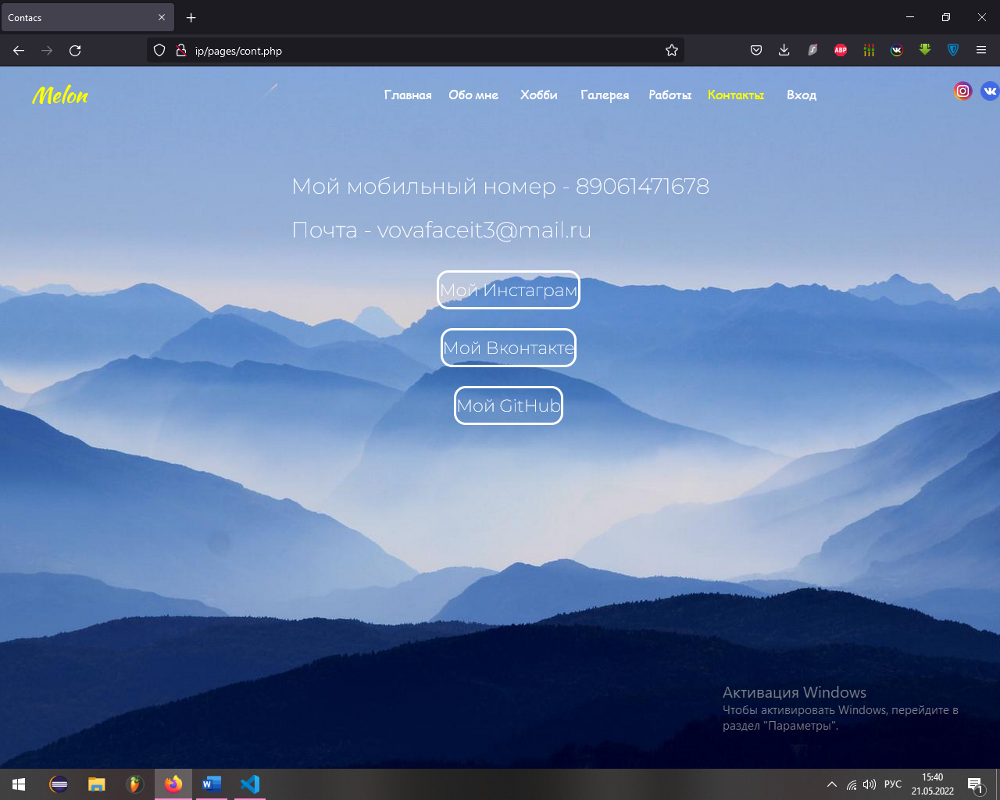 Contacs
ip/pages/cont.php
ABP
Melon
Главная Обо мне Хобби Галерея Работы Контакты Вход
Мой мобильный номер - 89061471678
Почта - vovafaceit3@mail.ru
Мой Инстаграм
Мой Вконтакте
Мой GitHub
Активация Windows
Чтобы активировать Windows, перейдите в
раздел "Параметры".
РУС
15:40
21.05.2022
1